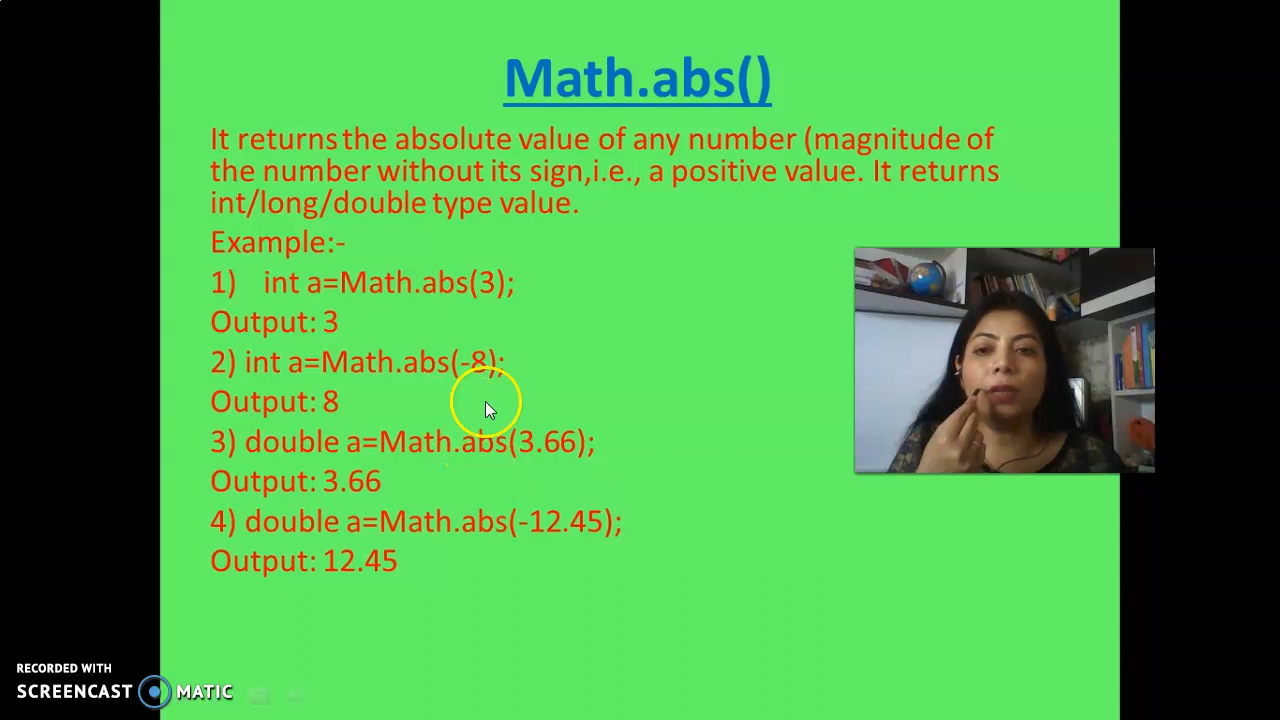 Math.abs()
It returns the absolute value of any number (magnitude of
the number without its sign,i.e., a positive value. It returns
int/long/double type value.
Example:-
1) int a=Math.abs(3);
Output: 3
2) int a=Math.abs(-8);
Output: 8
3) double a=Math.abs(3.66);
Output: 3.66
4) double a=Math.abs(-12.45);
Output: 12.45
RECORDED WITH
SCREENCAST MATIC